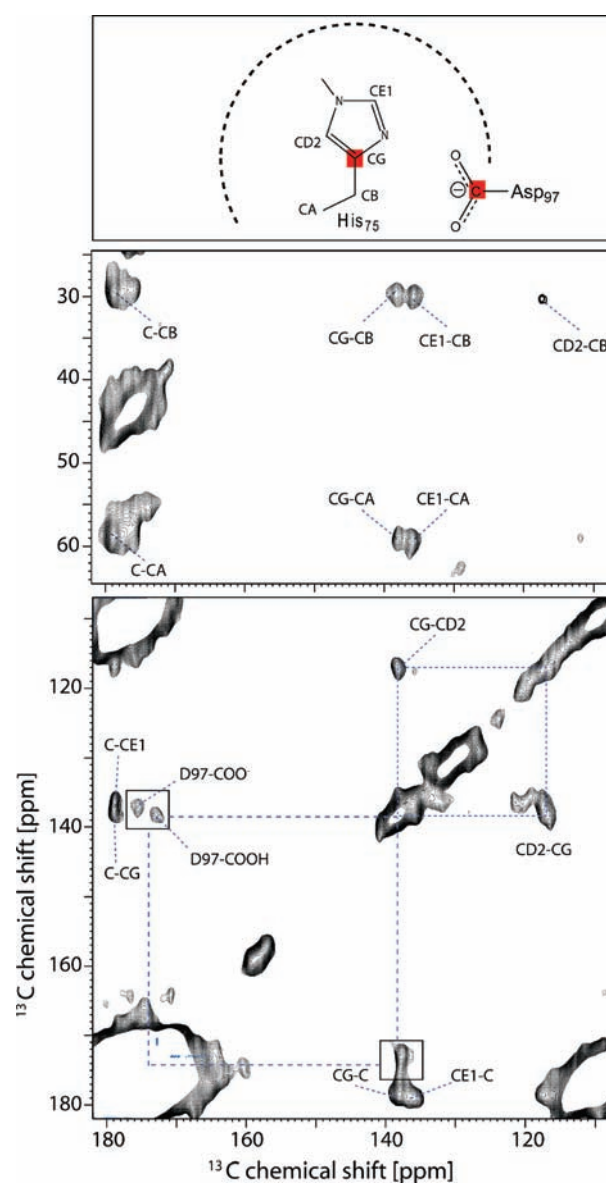 N CE1
CD2 N
CG
O
CB ⊖ C Asp97
CA
His75 O
30
C-CB CG-CB CE1-CB CD2-CB
40
50
CG-CA CE1-CA
60
C-CA
CG-CD2
120
C-CE1
D97-COO-
140
C-CG D97-COOH CD2-CG
160
CG-C CE1-C
180
13C chemical shift [ppm]
180 160 140 120
13C chemical shift [ppm]